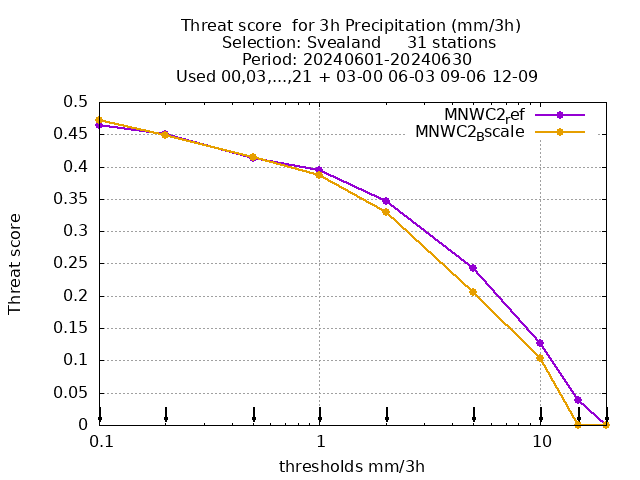 Threat score  for 3h Precipitation (mm/3h)
Selection: Svealand     31 stations
Period: 20240601-20240630
Used 00,03,...,21 + 03-00 06-03 09-06 12-09
MNWC2ref
MNWC2Bscale
0.5
0.45
0.4
0.35
0.3
0.25
0.2
0.15
0.1
0.05
0
Threat score
0.1 1 10
thresholds mm/3h